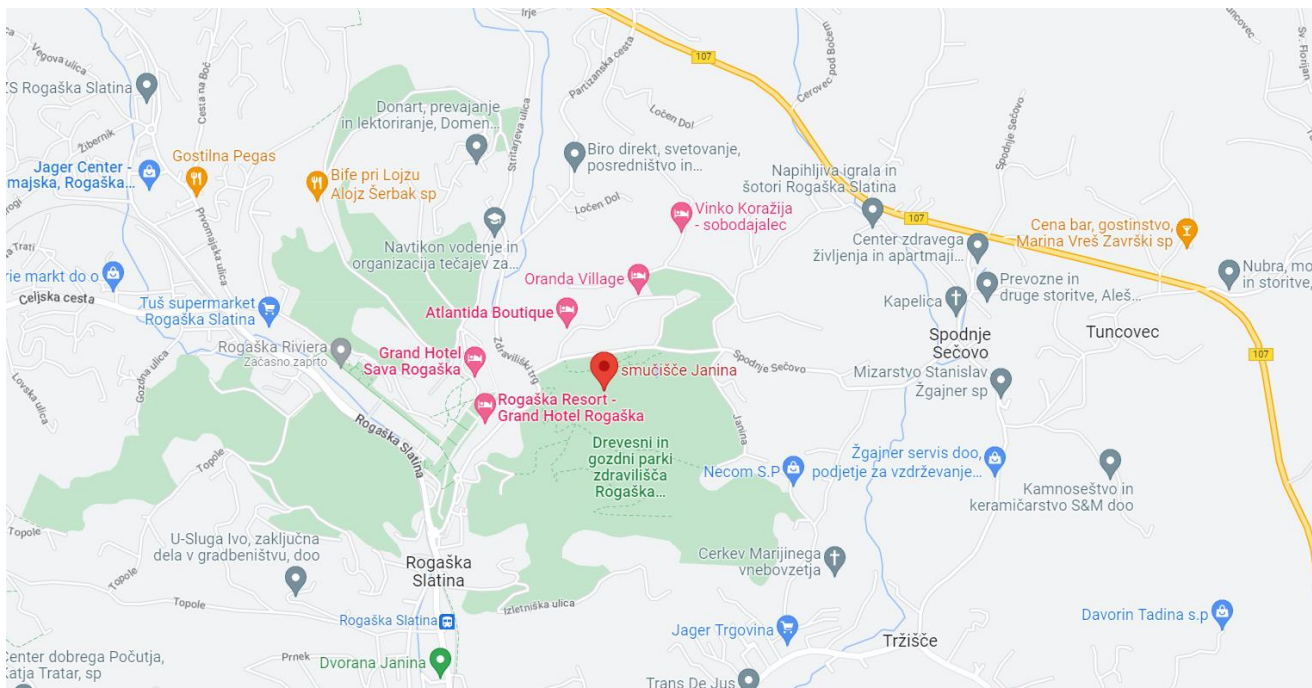 Irje
Tuncovec
Sv. Florijan
Vegova ulica
Cesta na Boč
Partizanska cesta
107
Cerovec pod Bočem
ZS Rogaška Slatina
Donart, prevajanje
in lektoriranje, Domen...
Stritarjeva ulica
Ločen Dol
Spodnje Sečovo
Žibernik
Gostilna Pegas
Biro direkt, svetovanje,
posredništvo in...
Napihljiva igrala in
šotori Rogaška Slatina
Jager Center -
majska, Rogaška...
Bife pri Lojzu
Alojz Šerbak sp
Ločen Dol
Vinko Koražija
- sobodajalec
107
Cena bar, gostinstvo,
Marina Vreš Završki sp
Prvomajska ulica
Navtikon vodenje in
organizacija tečajev za...
Center zdravega
življenja in apartmaji...
Trati
rie markt do o
Oranda Village
Prevozne in
druge storitve, Aleš...
Nubra, mo
in storitve,
Celjska cesta
Tuš supermarket
Rogaška Slatina
Atlantida Boutique
Kapelica
Spodnje
Sečovo
Tuncovec
Rogaška Riviera
Začasno zaprto
Grand Hotel
Sava Rogaška
Zdraviliški trg
smučišče Janina
Spodnje Sečovo
Mizarstvo Stanislav
Žgajner sp
107
Gozdna ulica
Lovska ulica
Rogaška Resort -
Grand Hotel Rogaška
Janina
Rogaška Slatina
Drevesni in
gozdni parki
zdravilišča
Rogaška...
Necom S.P
Žgajner servis doo,
podjetje za vzdrževanje...
Topole
Kamnoseštvo in
keramičarstvo S&M doo
Topole
U-Sluga Ivo, zaključna
dela v gradbeništvu, doo
Rogaška
Slatina
Cerkev Marijinega
vnebovzetja
Topole
Topole
Izletniška ulica
Rogaška Slatina
Jager Trgovina
Davorin Tadina s.p
Tržišče
Center dobrega Počutja,
Katja Tratar, sp
Prnek
Dvorana Janina
Trans De Jus